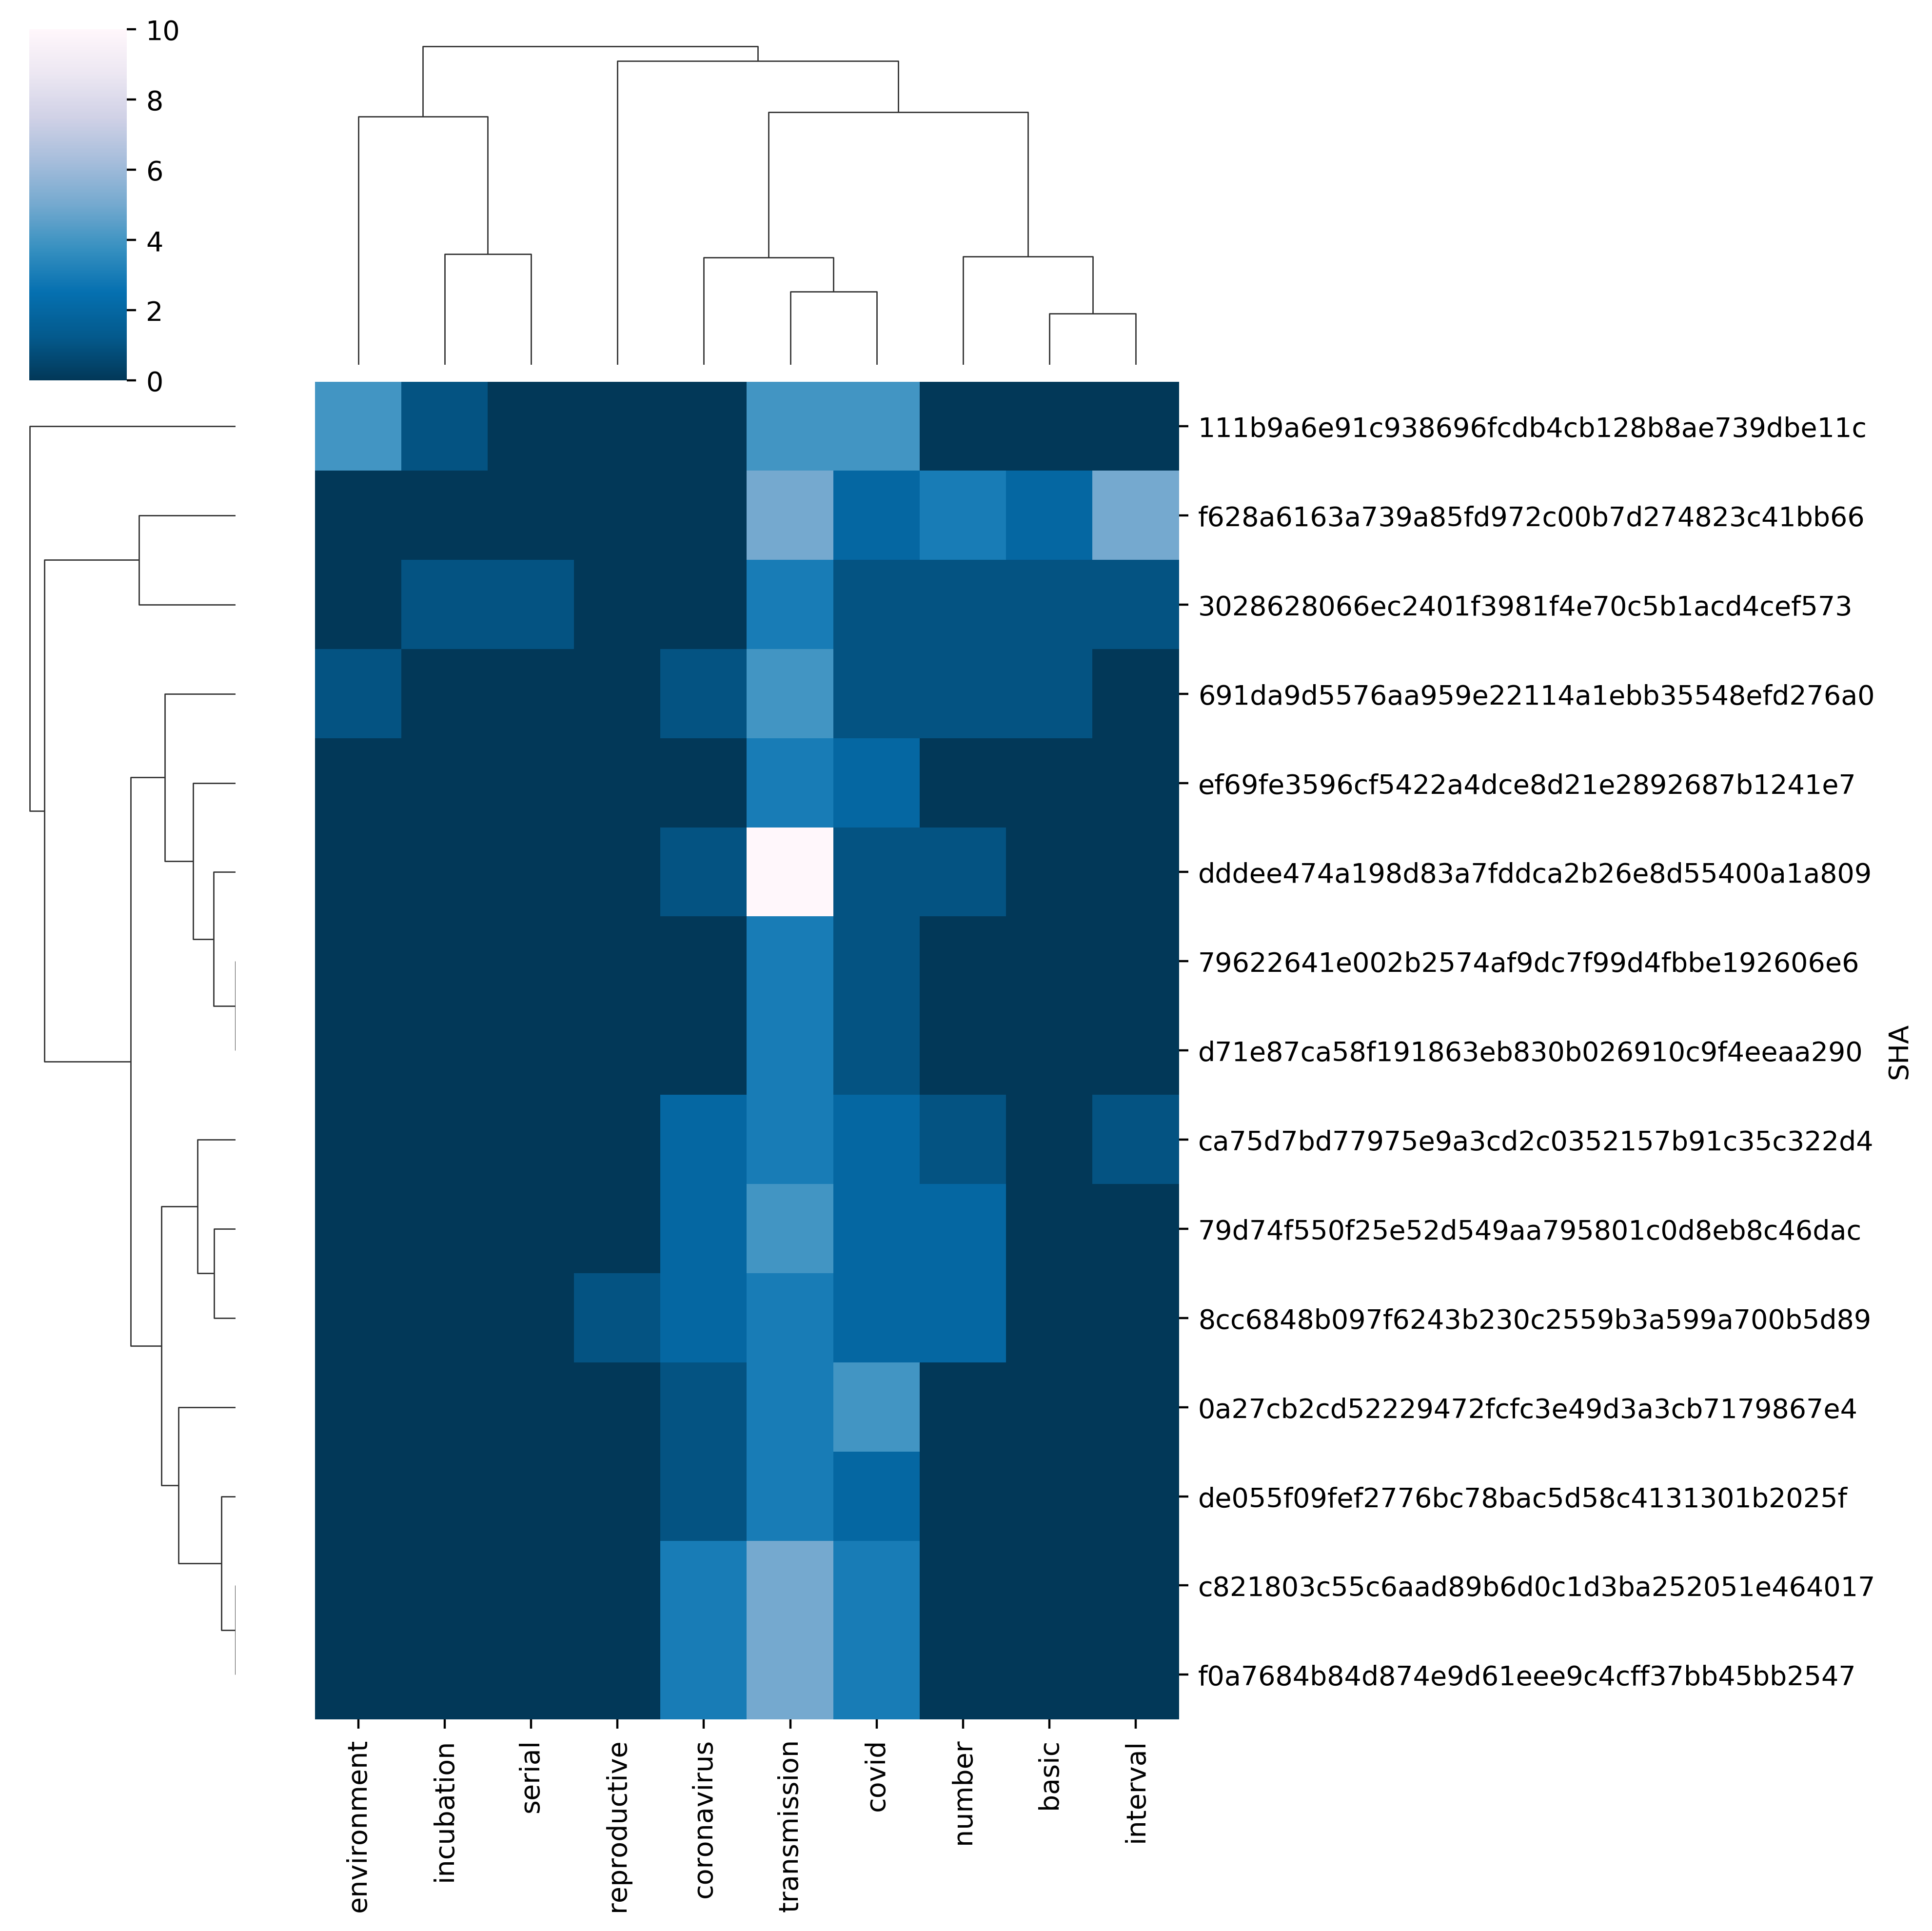 10
8
6
4
2
0
111b9a6e91c938696fcdb4cb128b8ae739dbe11c
f628a6163a739a85fd972c00b7d274823c41bb66
3028628066ec2401f3981f4e70c5b1acd4cef573
691da9d5576aa959e22114a1ebb35548efd276a0
ef69fe3596cf5422a4dce8d21e2892687b1241e7
dddee474a198d83a7fddca2b26e8d55400a1a809
79622641e002b2574af9dc7f99d4fbbe192606e6
d71e87ca58f191863eb830b026910c9f4eeaa290
ca75d7bd77975e9a3cd2c0352157b91c35c322d4
79d74f550f25e52d549aa795801c0d8eb8c46dac
8cc6848b097f6243b230c2559b3a599a700b5d89
0a27cb2cd52229472fcfc3e49d3a3cb7179867e4
de055f09fef2776bc78bac5d58c4131301b2025f
c821803c55c6aad89b6d0c1d3ba252051e464017
f0a7684b84d874e9d61eee9c4cff37bb45bb2547
SHA
environment
incubation
serial
reproductive
coronavirus
transmission
covid
number
basic
interval